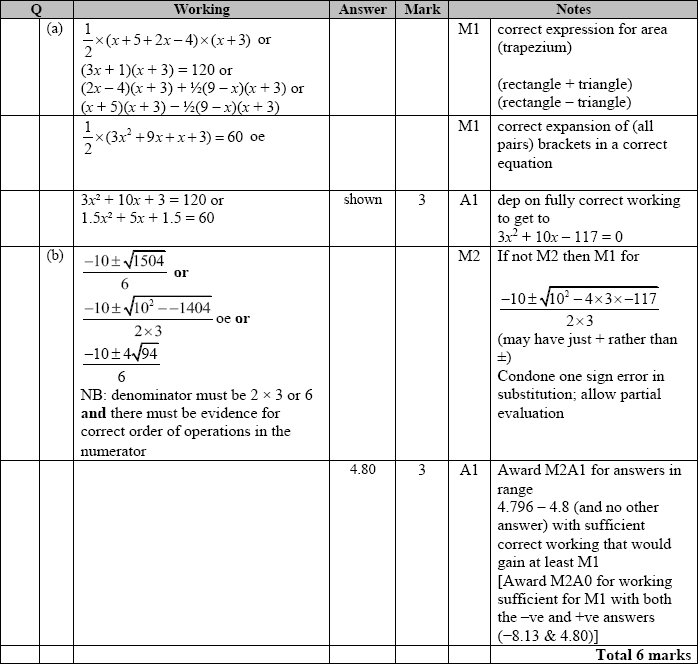 Q Working Answer Mark Notes
(a) 1/2 × (x + 5 + 2x – 4) × (x + 3) or M1 correct expression for area
(trapezium)
(3x + 1)(x + 3) = 120 or
(2x – 4)(x + 3) + ½(9 – x)(x + 3) or (rectangle + triangle)
(x + 5)(x + 3) – ½(9 – x)(x + 3) (rectangle – triangle)
1/2 × (3x² + 9x + x + 3) = 60 oe M1 correct expansion of (all
pairs) brackets in a correct
equation
3x² + 10x + 3 = 120 or shown 3 A1 dep on fully correct working
1.5x² + 5x + 1.5 = 60 to get to
3x² + 10x – 117 = 0
(b) (−10 ± √1504)/6 or M2 If not M2 then M1 for
(−10 ± √(10² − −1404))/(2×3) oe or (−10 ± √(10² − 4×3×−117))/(2×3)
(−10 ± 4√94)/6 (may have just + rather than
±)
NB: denominator must be 2 × 3 or 6 Condone one sign error in
and there must be evidence for substitution; allow partial
correct order of operations in the evaluation
numerator
4.80 3 A1 Award M2A1 for answers in
range
4.796 – 4.8 (and no other
answer) with sufficient
correct working that would
gain at least M1
[Award M2A0 for working
sufficient for M1 with both
the –ve and +ve answers
(−8.13 & 4.80)]
Total 6 marks